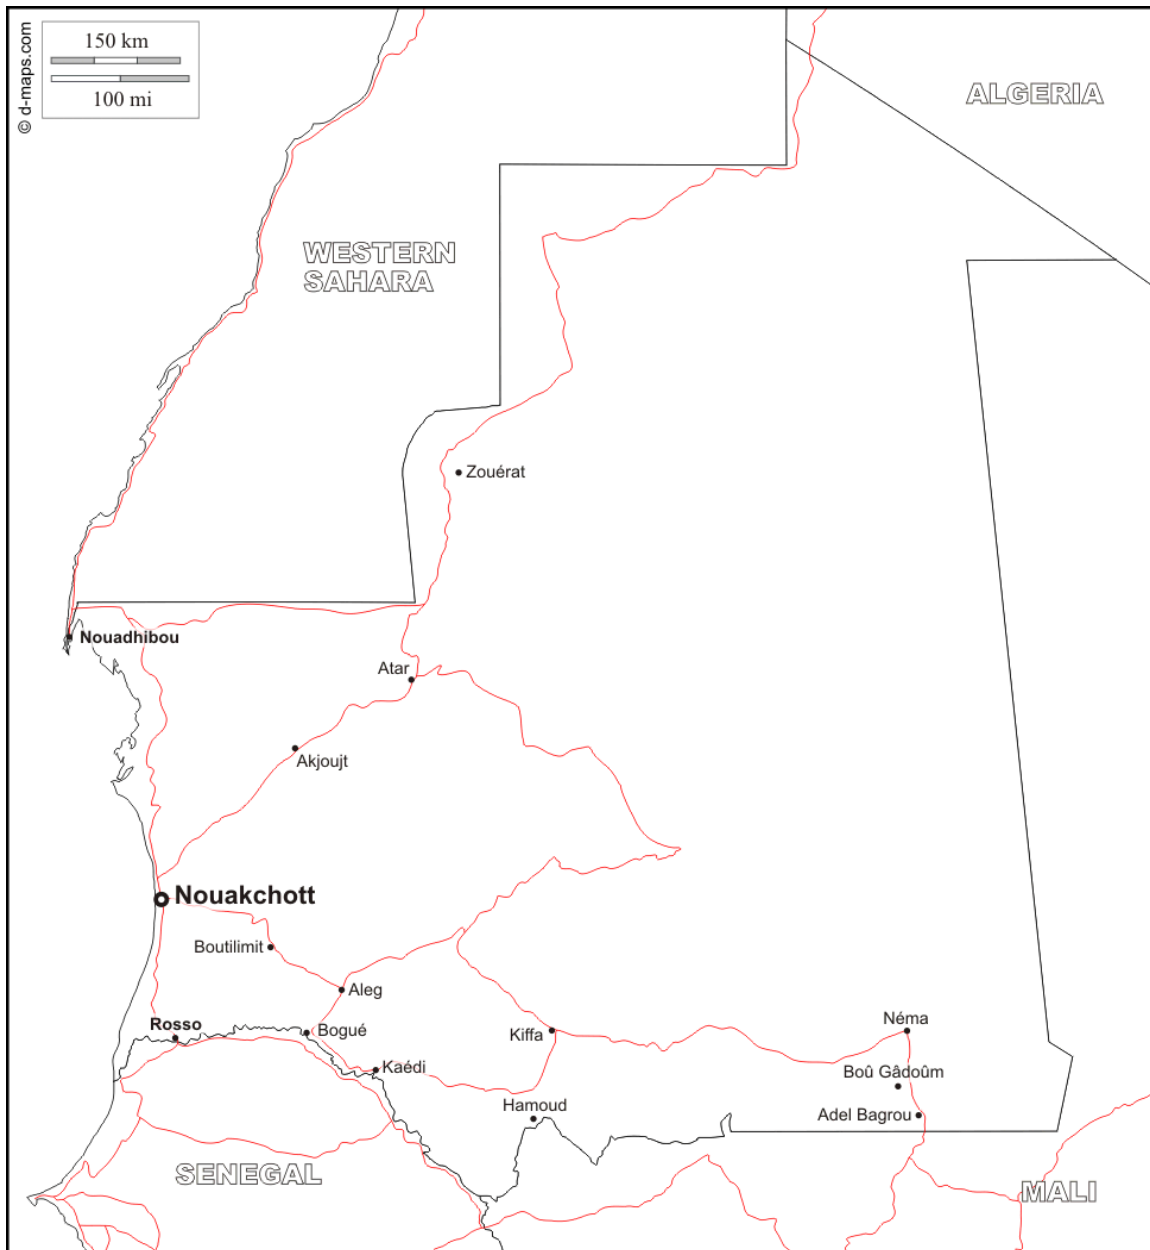 © d-maps.com
150 km
100 mi
ALGERIA
WESTERN
SAHARA
Zouérat
Nouadhibou
Atar
Akjoujt
Nouakchott
Boutilimit
Aleg
Rosso
Bogué
Kiffa
Néma
Kaédi
Boû Gâdoûm
Hamoud
Adel Bagrou
SENEGAL
MALI